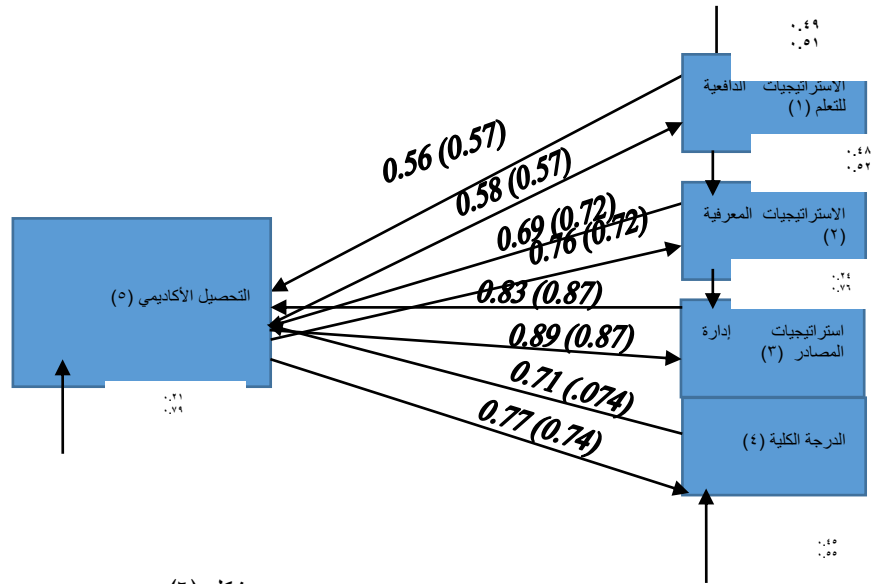 ٠.٤٩
٠.٥١
الاستراتيجيات الدافعية
للتعلم (١)
0.56 (0.57)
0.58 (0.57)
٠.٤٨
٠.٥٢
الاستراتيجيات المعرفية
(٢)
0.69 (0.72)
0.76 (0.72)
التحصيل الأكاديمي (٥)
٠.٢٤
٠.٧٦
0.83 (0.87)
استراتيجيات إدارة
المصادر (٣)
0.89 (0.87)
0.71 (.074)
٠.٢١
٠.٧٩
0.77 (0.74)
الدرجة الكلية (٤)
٠.٤٥
٠.٥٥